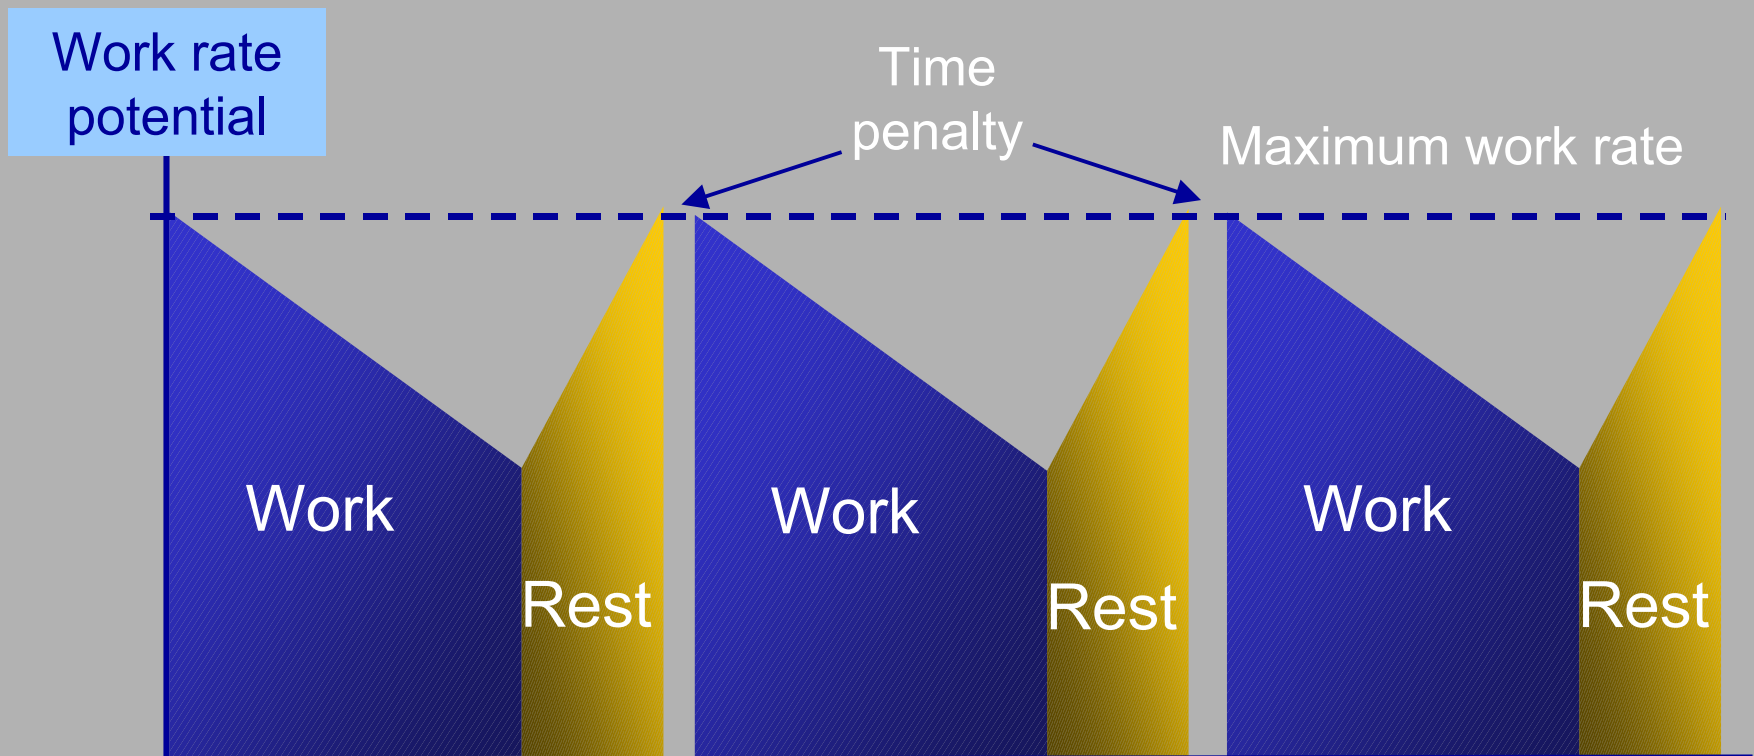 Work rate
potential
Time
penalty
Maximum work rate
Work
Rest
Work
Rest
Work
Rest